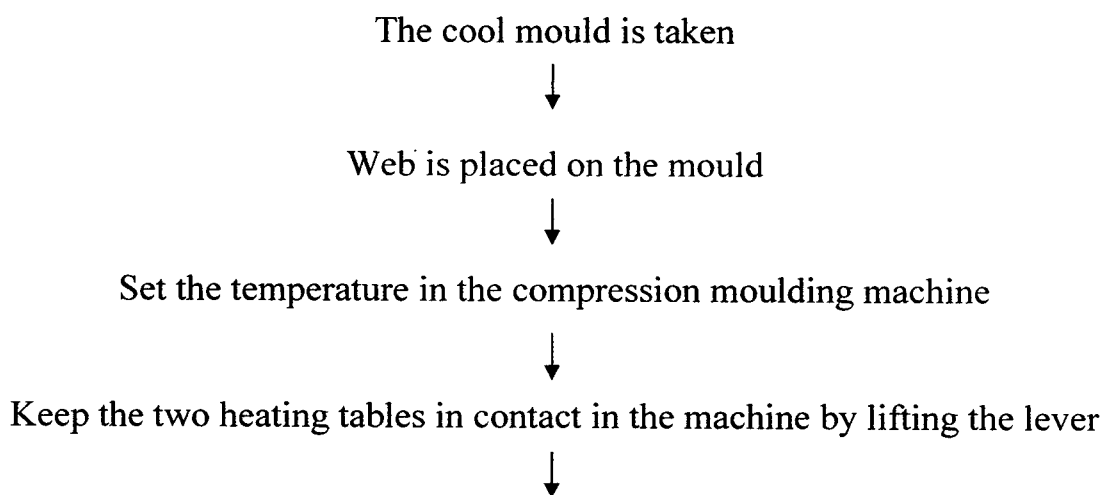 The cool mould is taken
Web is placed on the mould
Set the temperature in the compression moulding machine
Keep the two heating tables in contact in the machine by lifting the lever